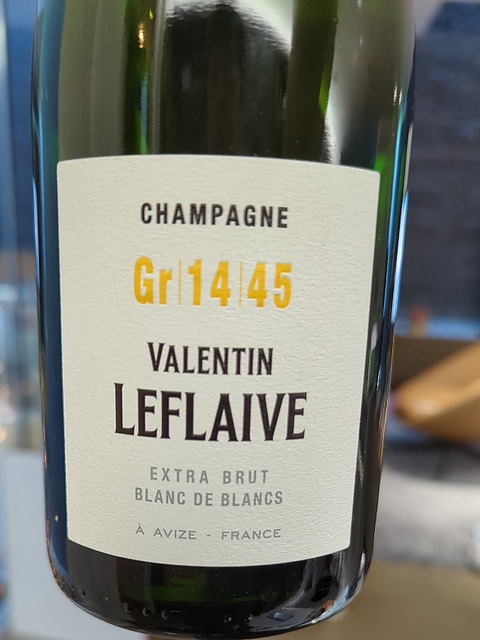 CHAMPAGNE
Gr|14|45
VALENTIN
LEFLAIVE
EXTRA BRUT
BLANC DE BLANCS
À AVIZE - FRANCE